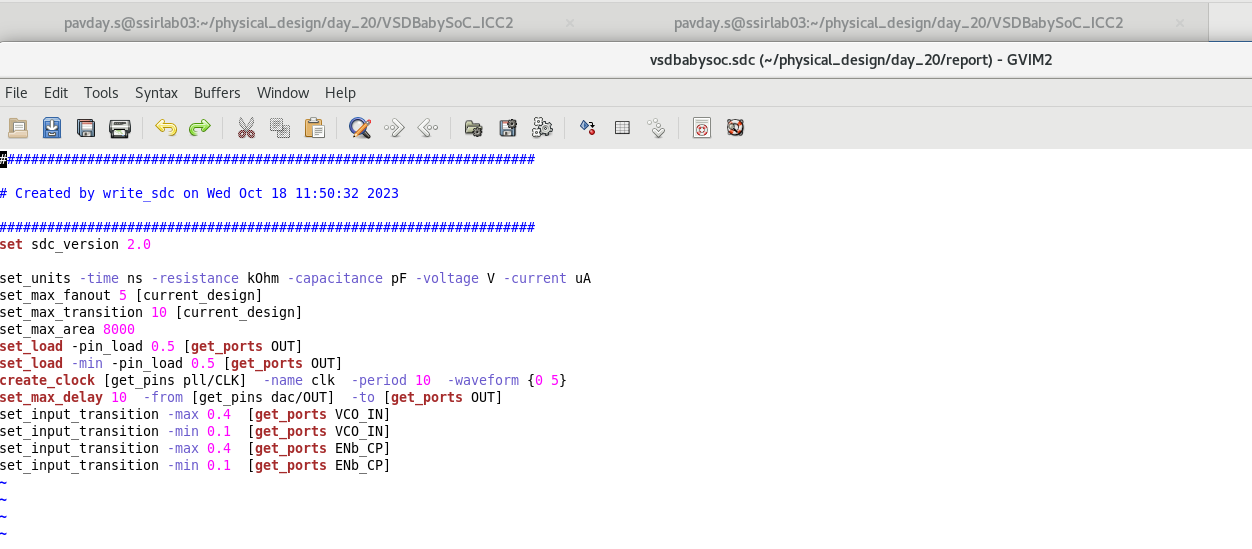 pavday.s@ssirlab03:~/physical_design/day_20/VSDBabySoC_ICC2 × pavday.s@ssirlab03:~/physical_design/day_20/VSDBabySoC_ICC2 ×
vsdbabysoc.sdc (~/physical_design/day_20/report) - GVIM2
File Edit Tools Syntax Buffers Window Help
###################################################################

# Created by write_sdc on Wed Oct 18 11:50:32 2023

###################################################################
set sdc_version 2.0

set_units -time ns -resistance kOhm -capacitance pF -voltage V -current uA
set_max_fanout 5 [current_design]
set_max_transition 10 [current_design]
set_max_area 8000
set_load -pin_load 0.5 [get_ports OUT]
set_load -min -pin_load 0.5 [get_ports OUT]
create_clock [get_pins pll/CLK]  -name clk  -period 10  -waveform {0 5}
set_max_delay 10  -from [get_pins dac/OUT]  -to [get_ports OUT]
set_input_transition -max 0.4  [get_ports VCO_IN]
set_input_transition -min 0.1  [get_ports VCO_IN]
set_input_transition -max 0.4  [get_ports ENb_CP]
set_input_transition -min 0.1  [get_ports ENb_CP]
~
~
~
~